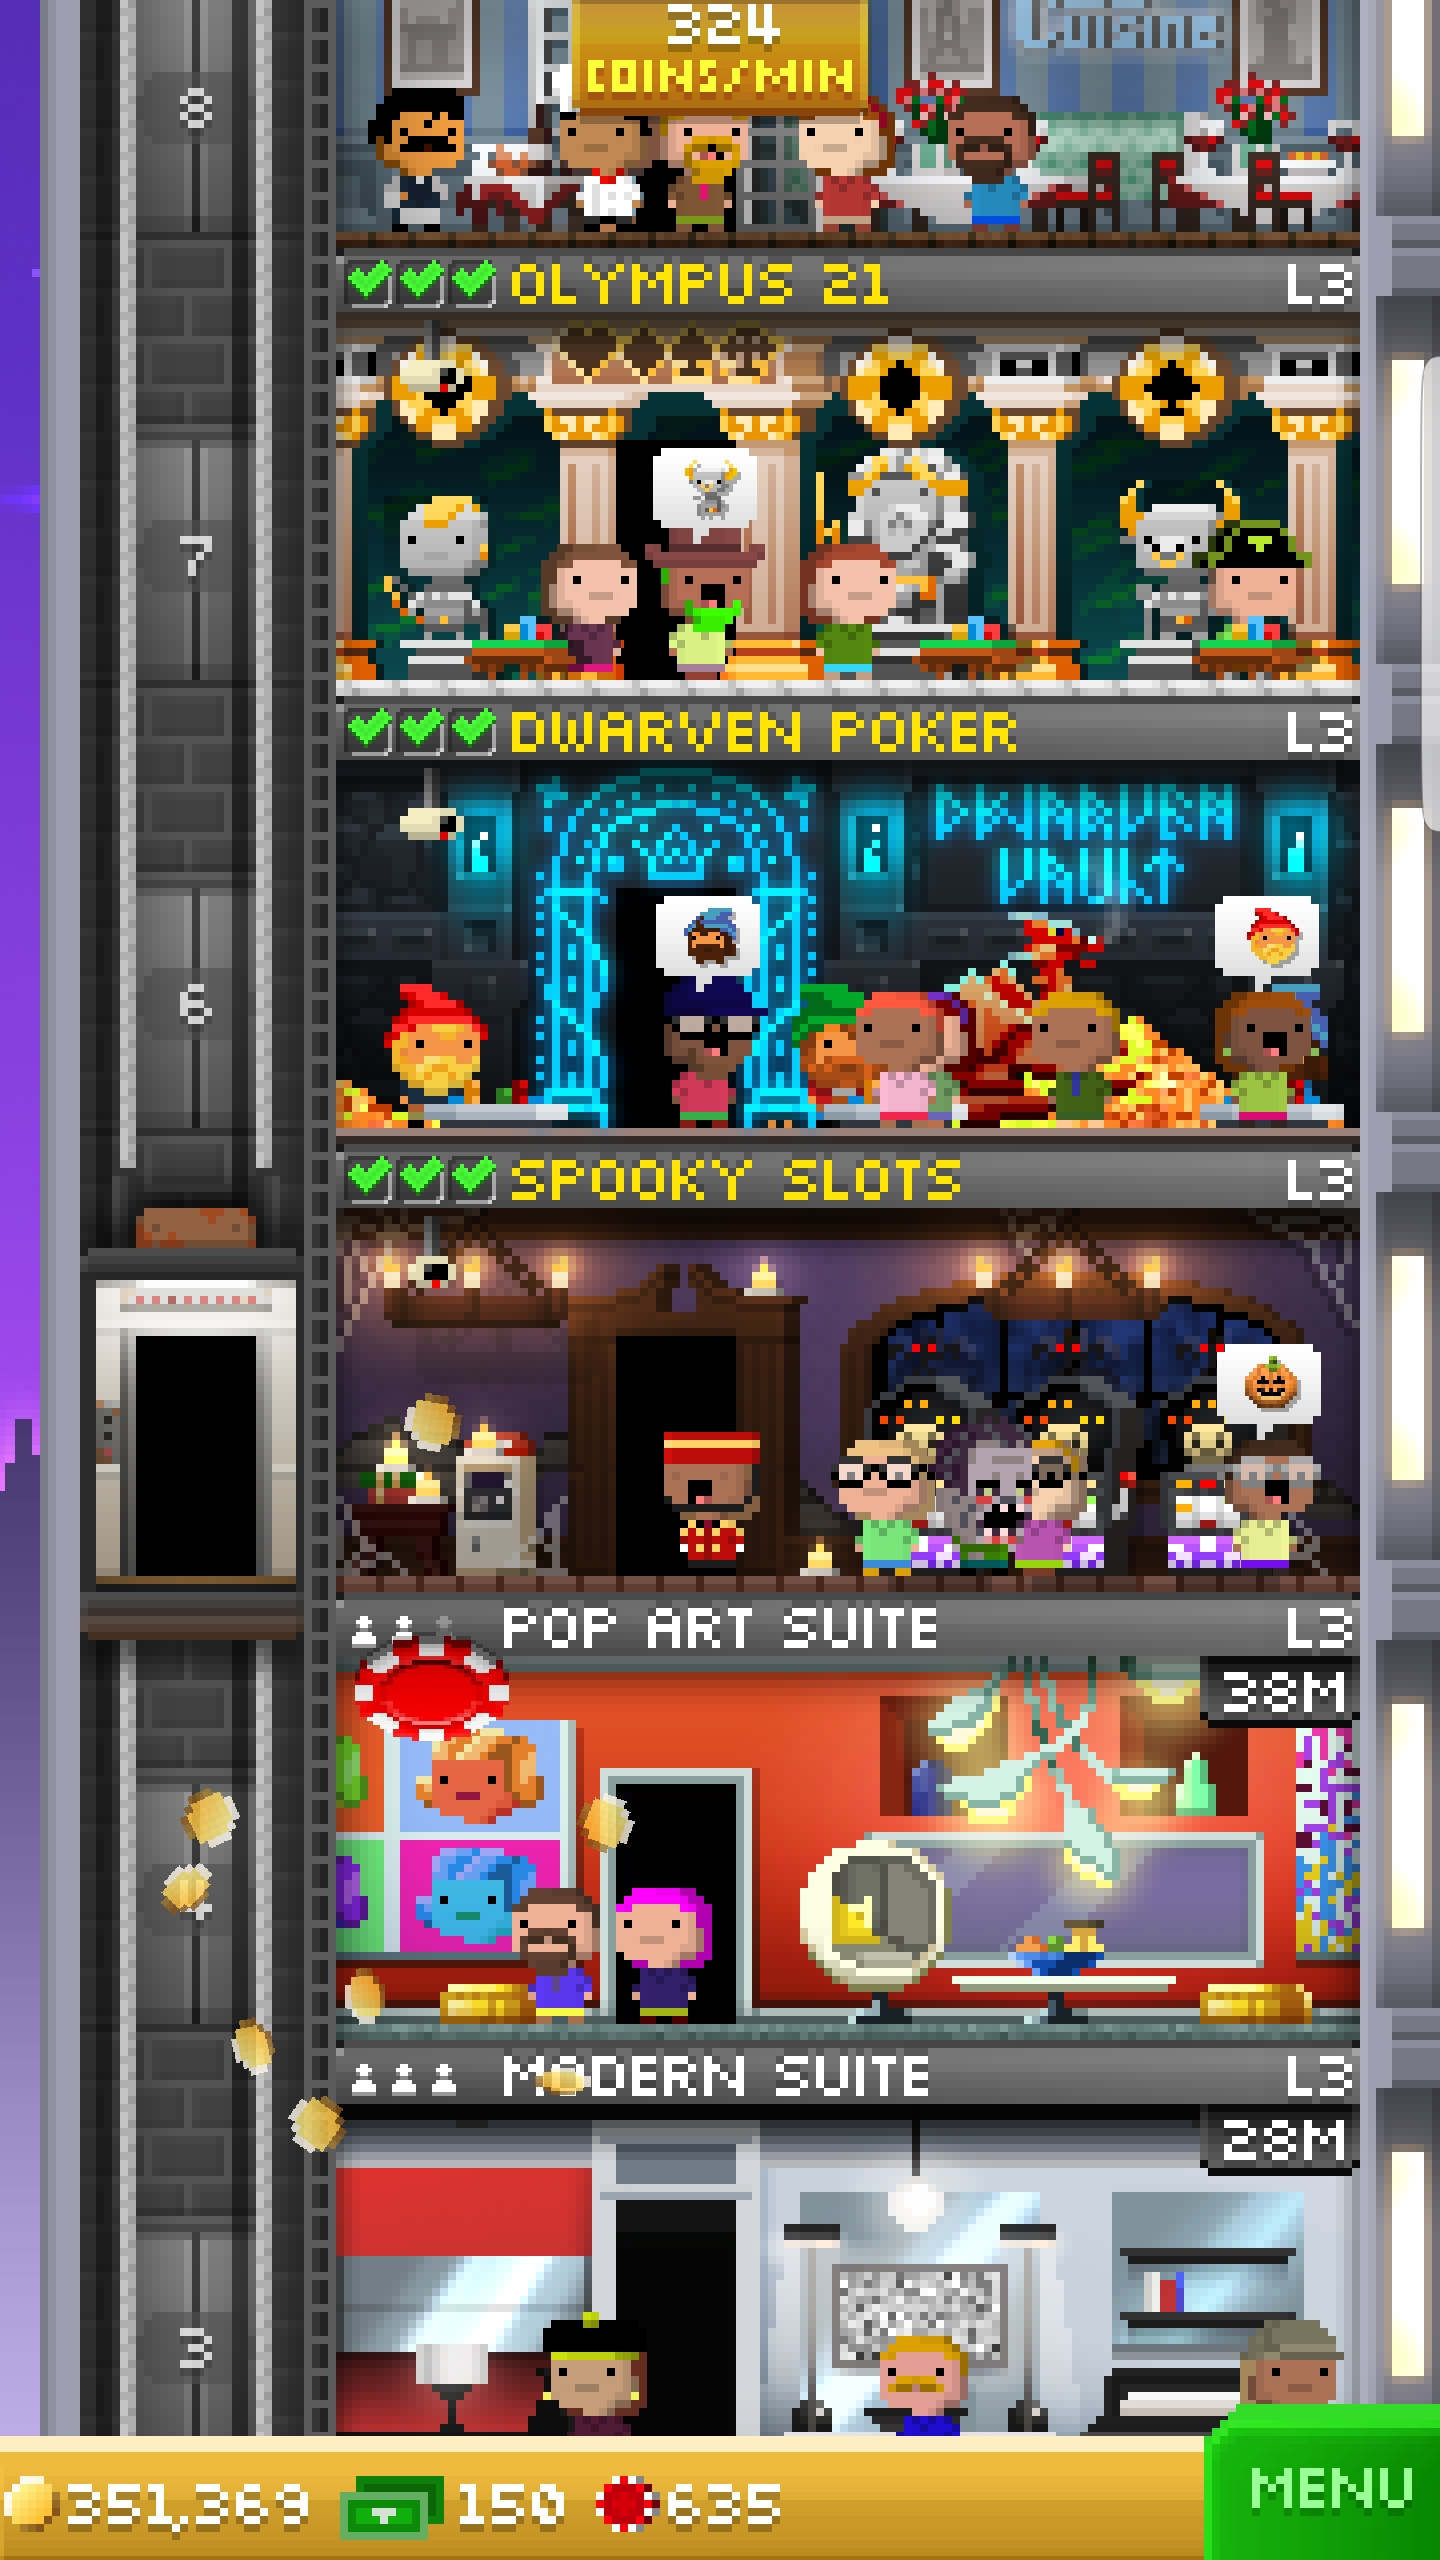 Cuisine
324
COINS/MIN
8
OLYMPUS 21
L3
7
DWARVEN POKER
L3
DWARVEN
VAULT
6
SPOOKY SLOTS
L3
POP ART SUITE
L3
38M
MODERN SUITE
L3
28M
3
351,369
150
635
MENU